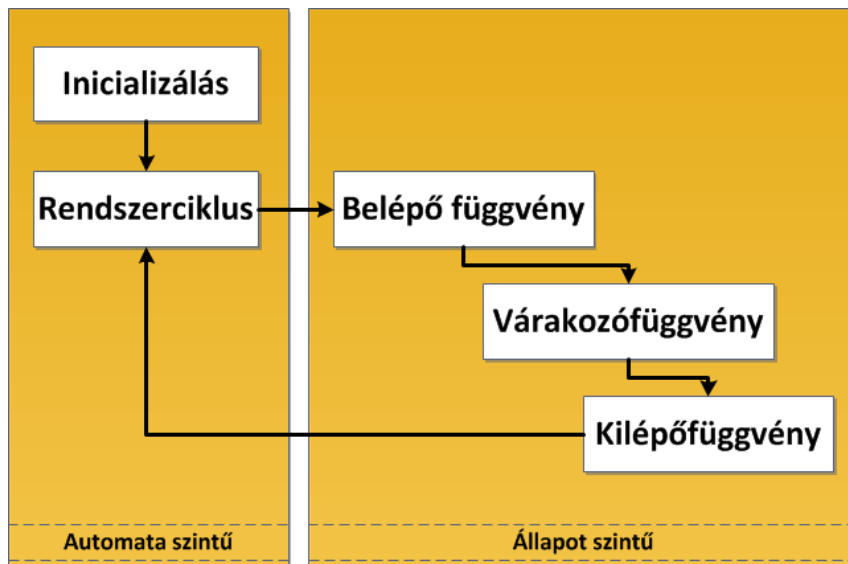 Inicializálás
Rendszerciklus
Belépő függvény
Várakozófüggvény
Kilépőfüggvény
Automata szintű
Állapot szintű